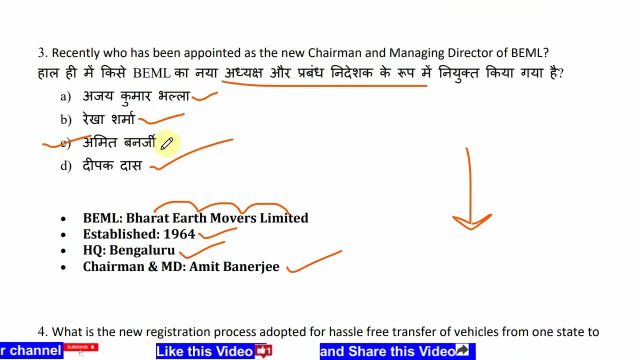 3. Recently who has been appointed as the new Chairman and Managing Director of BEML?
हाल ही में किसे BEML का नया अध्यक्ष और प्रबंध निदेशक के रूप में नियुक्त किया गया है?
a) अजय कुमार भल्ला
b) रेखा शर्मा
c) अमित बनर्जी
d) दीपक दास
• BEML: Bharat Earth Movers Limited
• Established: 1964
• HQ: Bengaluru
• Chairman & MD: Amit Banerjee
4. What is the new registration process adopted for hassle free transfer of vehicles from one state to
r channel Like this Video and Share this Video